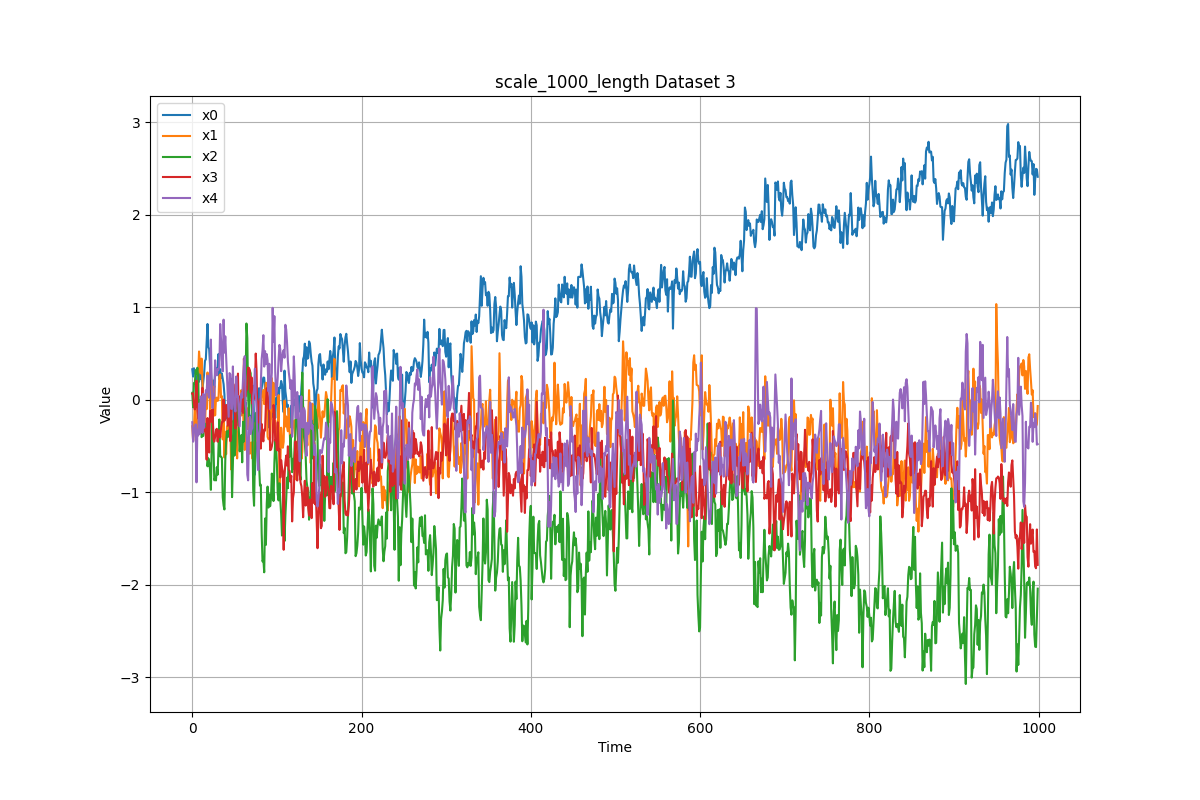 scale_1000_length Dataset 3
x0
x1
x2
x3
x4
3
2
1
0
−1
−2
−3
Value
0 200 400 600 800 1000
Time